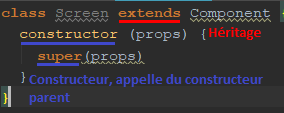 class Screen extends Component
constructor (props) { Héritage
super(props)
} Constructeur, appelle du constructeur
parent
}